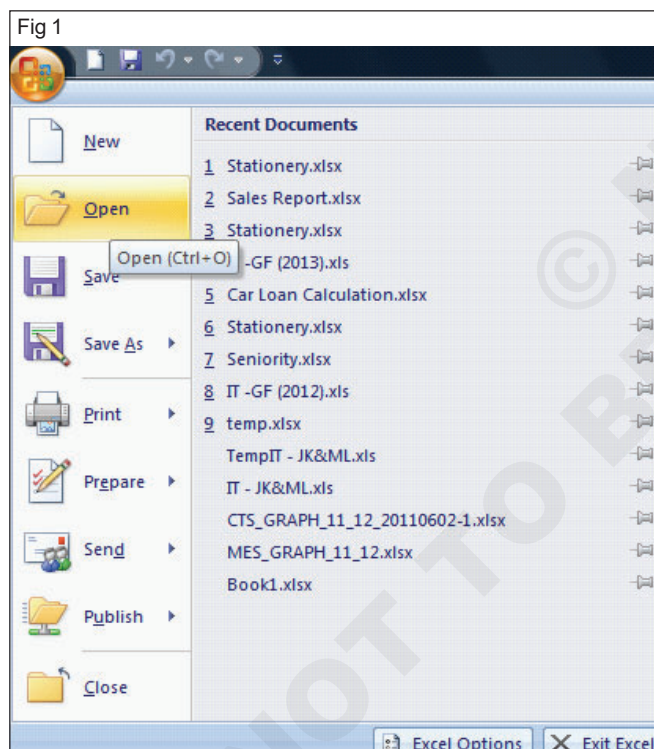 Fig 1
New
Open
Open (Ctrl+O)
Save
Save As
Print
Prepare
Send
Publish
Close
Recent Documents
1 Stationery.xlsx
2 Sales Report.xlsx
3 Stationery.xlsx
-GF (2013).xls
5 Car Loan Calculation.xlsx
6 Stationery.xlsx
7 Seniority.xlsx
8 IT -GF (2012).xls
9 temp.xlsx
TempIT - JK&ML.xls
IT - JK&ML.xls
CTS_GRAPH_11_12_20110602-1.xlsx
MES_GRAPH_11_12.xlsx
Book1.xlsx
Excel Options
Exit Excel
© N
NOT TO BE